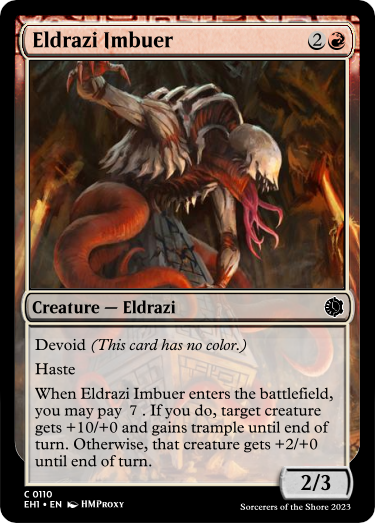 Eldrazi Imbuer 2
Creature — Eldrazi
Devoid (This card has no color.)
Haste
When Eldrazi Imbuer enters the battlefield,
you may pay 7 . If you do, target creature
gets +10/+0 and gains trample until end of
turn. Otherwise, that creature gets +2/+0
until end of turn.
2/3
C 0110
EH1 • EN HMProxy
Sorcerers of the Shore 2023